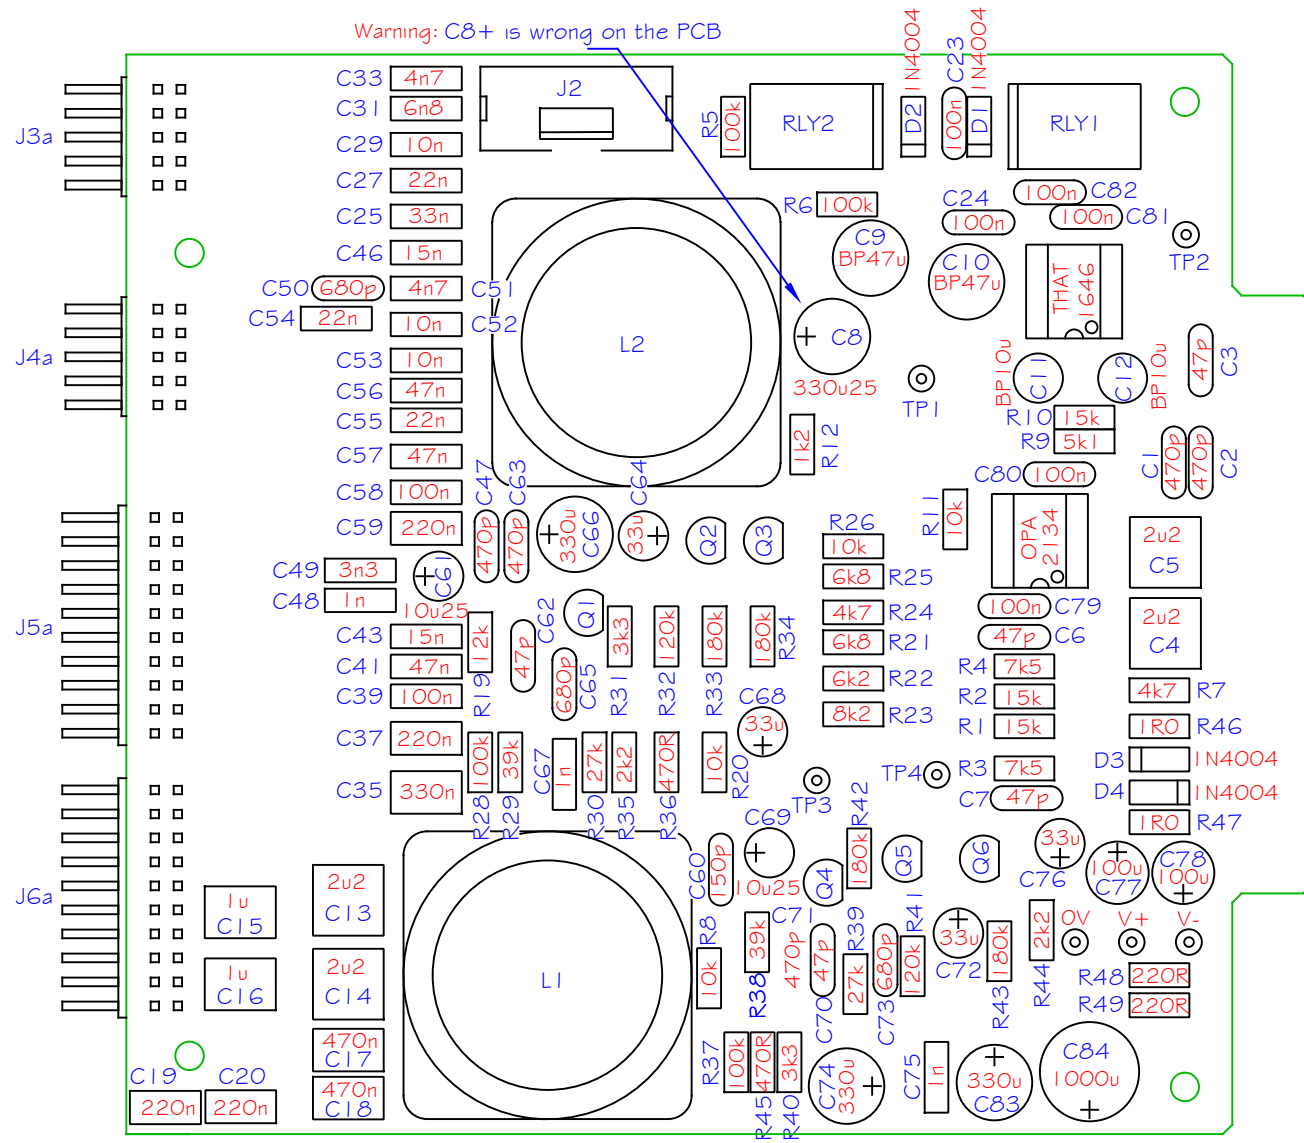 Warning: C8+ is wrong on the PCB
J3a
C33 4n7
C31 6n8
C29 10n
C27 22n
C25 33n
C46 15n
C50 680p
4n7 C51
C54 22n
10n C52
C53 10n
C56 47n
C55 22n
C57 47n
C58 100n
C59 220n
J2
L2
R5 100k
RLY2
D2 1N4004
C23 100n
D1 1N4004
RLY1
R6 100k
C9 BP47u
C24 100n
C10 BP47u
100n C82
100n C81
TP2
THAT 1646
C8
330u25
TP1
BP10u C11
C12 BP10u
47p C3
R10 15k
R9 5k1
1k2 R12
C80 100n
C1 470p
470p C2
J4a
C47 470p
C63 470p
330u C66
C64 33u
Q2
Q3
R26 10k
6k8 R25
4k7 R24
6k8 R21
6k2 R22
8k2 R23
R11 10k
OPA 2134
2u2 C5
2u2 C4
100n C79
47p C6
R4 7k5
R2 15k
R1 15k
R3 7k5
C7 47p
4k7 R7
1R0 R46
D3 1N4004
D4 1N4004
1R0 R47
J5a
C49 3n3
C48 1n
C61
10u25
C43 15n
C41 47n
C39 100n
C37 220n
C35 330n
12k R19
47p C62
Q1
680p C65
3k3 R31
120k R32
180k R33
180k R34
C68 33u
100k R28
39k R29
C67 1n
27k R30
2k2 R35
470R R36
10k R20
TP3
TP4
J6a
1u C15
1u C16
2u2 C13
2u2 C14
470n C17
470n C18
C19 220n
C20 220n
L1
C60 150p
C69
10u25
Q4
R42 180k
Q5
Q6
33u C76
100u C77
C78 100u
R8 10k
39k R38
C71 470p
47p C70
R39 27k
680p C73
R41 120k
33u C72
180k R43
2k2 R44
0V
V+
V-
R48 220R
R49 220R
R37 100k
470R R45
3k3 R40
C74 330u
C75 1n
330u C83
C84 1000u